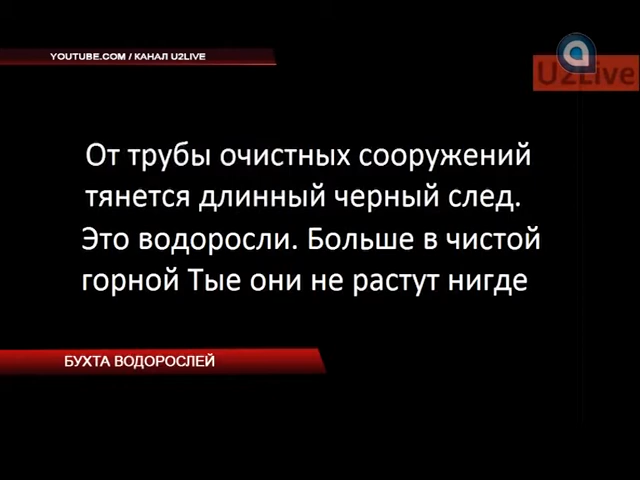 YOUTUBE.COM / КАНАЛ U2LIVE
U2Live
От трубы очистных сооружений
тянется длинный черный след.
Это водоросли. Больше в чистой
горной Тые они не растут нигде
БУХТА ВОДОРОСЛЕЙ